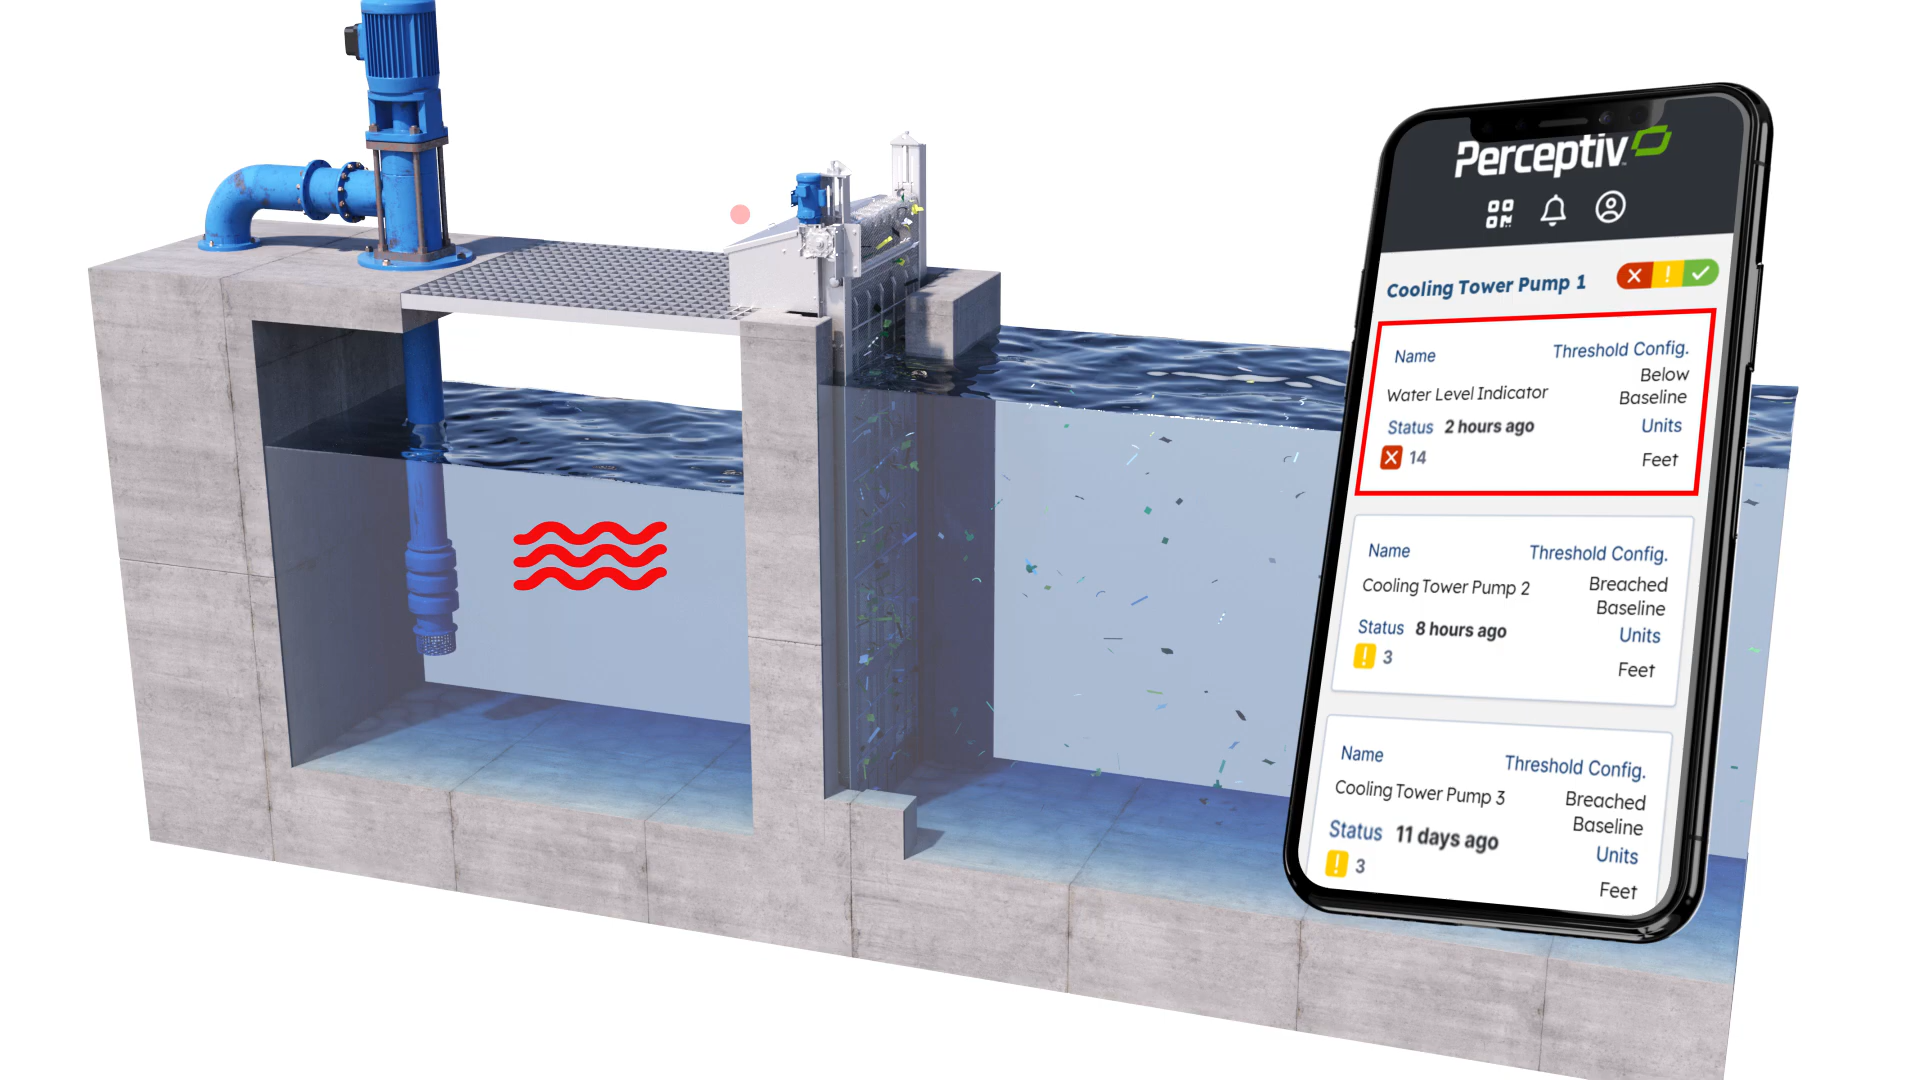 Perceptiv
Cooling Tower Pump 1
Name Threshold Config.
Water Level Indicator Below Baseline
Status 2 hours ago Units
14 Feet
Name Threshold Config.
Cooling Tower Pump 2 Breached Baseline
Status 8 hours ago Units
3 Feet
Name Threshold Config.
Cooling Tower Pump 3 Breached Baseline
Status 11 days ago Units
3 Feet